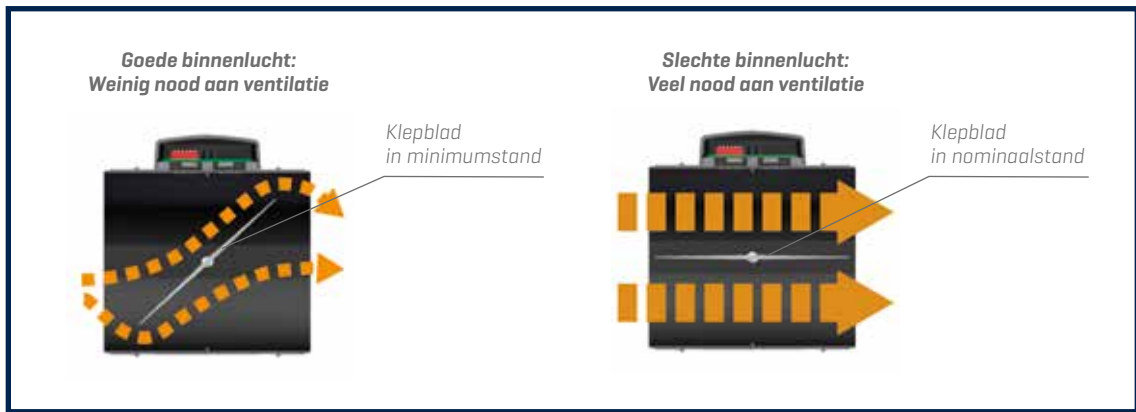 Goede binnenlucht:
Weinig nood aan ventilatie
Klepblad
in minimumstand
Slechte binnenlucht:
Veel nood aan ventilatie
Klepblad
in nominaalstand